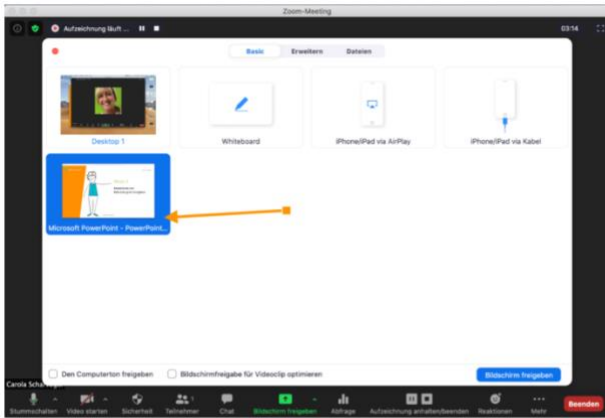 Zoom-Meeting
Aufzeichnung läuft ...
03:14
Basic Erweitern Dateien
Desktop 1
Whiteboard
iPhone/iPad via AirPlay
iPhone/iPad via Kabel
Microsoft PowerPoint - PowerPoint...
Den Computerton freigeben
Bildschirmfreigabe für Videoclip optimieren
Bildschirm freigeben
Carola
Stummschalten Video starten Sicherheit Teilnehmer Chat Bildschirm freigeben Abfrage Aufzeichnung anhalten/beenden Reaktionen Mehr
Beenden